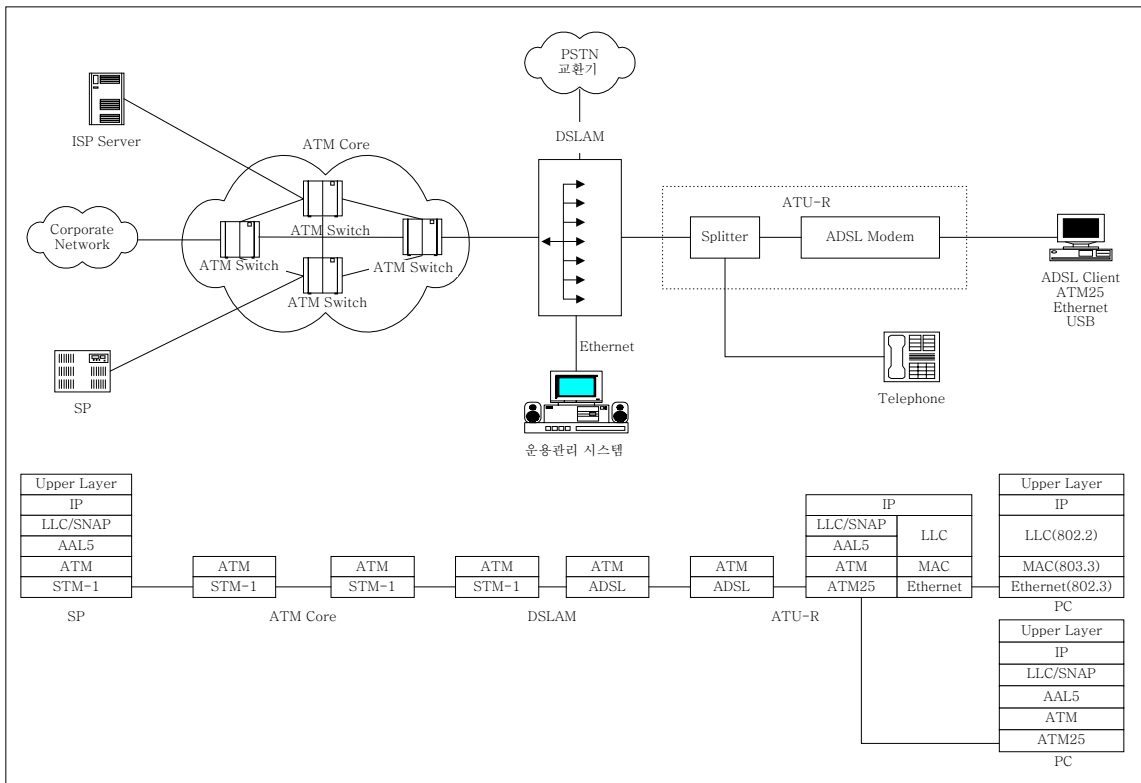 PSTN
교환기
ISP Server
ATM Core
DSLAM
Corporate
Network
ATM Switch
ATM Switch
ATM Switch
ATM Switch
ATU-R
Splitter
ADSL Modem
ADSL Client
ATM25
Ethernet
USB
SP
Ethernet
운용관리 시스템
Telephone
Upper Layer
IP
LLC/SNAP
AAL5
ATM
STM-1
SP
ATM
STM-1
ATM
STM-1
ATM Core
ATM
STM-1
ATM
ADSL
DSLAM
ATM
ADSL
ATU-R
IP
LLC/SNAP
AAL5
ATM
ATM25
LLC
MAC
Ethernet
Upper Layer
IP
LLC(802.2)
MAC(803.3)
Ethernet(802.3)
PC
Upper Layer
IP
LLC/SNAP
AAL5
ATM
ATM25
PC